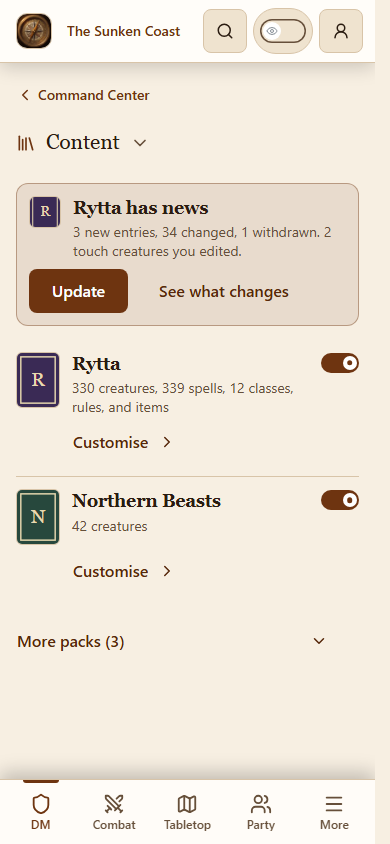 The Sunken Coast
Command Center
Content
R
Rytta has news
3 new entries, 34 changed, 1 withdrawn. 2
touch creatures you edited.
Update
See what changes
R
Rytta
330 creatures, 339 spells, 12 classes,
rules, and items
Customise
N
Northern Beasts
42 creatures
Customise
More packs (3)
DM
Combat
Tabletop
Party
More